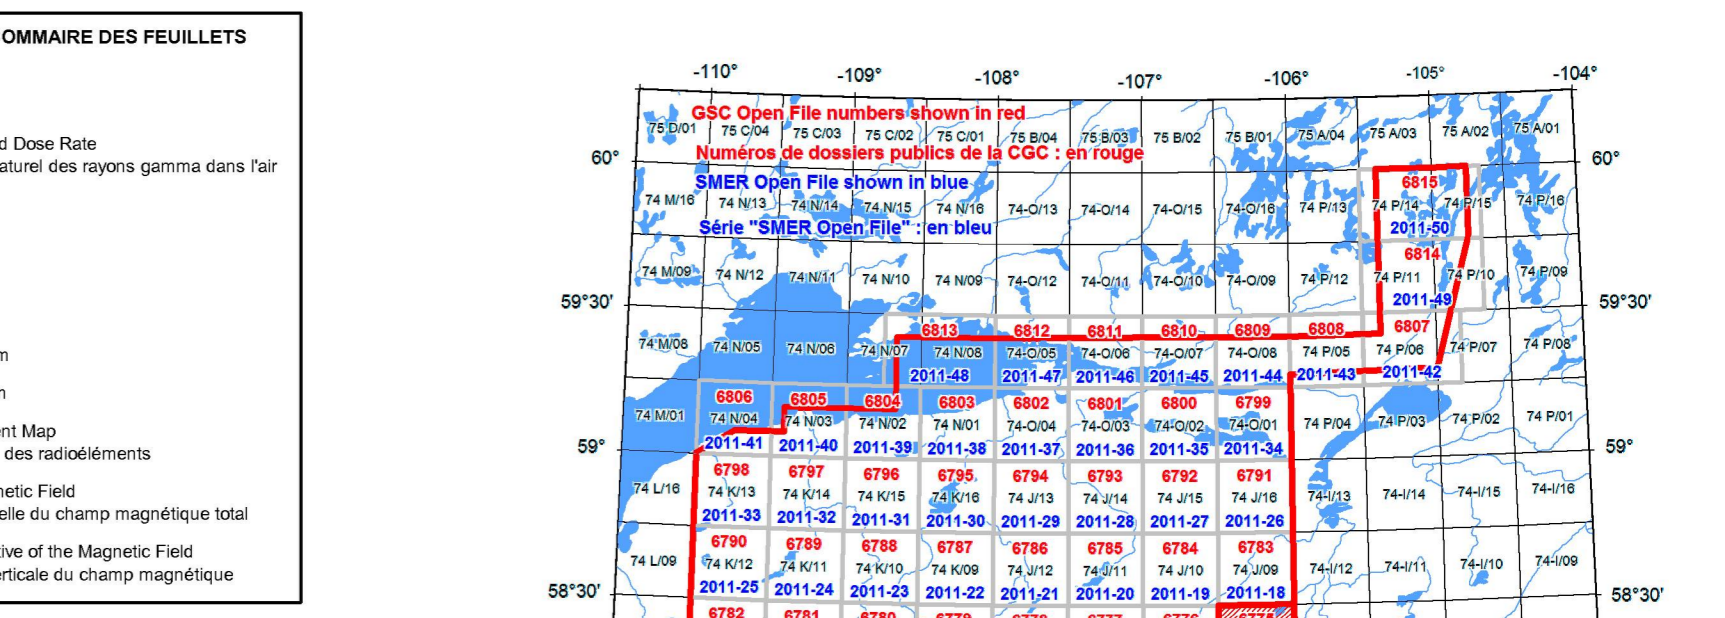 OMMAIRE DES FEUILLETS
d Dose Rate
aturel des rayons gamma dans l'air
m
n
ent Map
des radioéléments
netic Field
elle du champ magnétique total
tive of the Magnetic Field
erticale du champ magnétique
-110° -109° -108° -107° -106° -105° -104°
GSC Open File numbers shown in red
75 D/01 75 C/04 75 C/03 75 C/02 75 C/01 75 B/04 75 B/03 75 B/02 75 B/01 75 A/04 75 A/03 75 A/02 75 A/01
Numéros de dossiers publics de la CGC : en rouge
60° 60°
SMER Open File shown in blue
6815
74 M/16 74 N/13 74 N/14 74 N/15 74 N/16 74-O/13 74-O/14 74-O/15 74-O/16 74 P/13 74 P/14 74 P/15 74 P/16
Série "SMER Open File" : en bleu
2011-50
6814
74 M/09 74 N/12 74 N/11 74 N/10 74 N/09 74-O/12 74-O/11 74-O/10 74-O/09 74 P/12 74 P/11 74 P/10 74 P/09
2011-49
59°30' 59°30'
6813 6812 6811 6810 6809 6808 6807
74 M/08 74 N/05 74 N/06 74 N/07 74 N/08 74-O/05 74-O/06 74-O/07 74-O/08 74 P/05 74 P/06 74 P/07 74 P/08
2011-48 2011-47 2011-46 2011-45 2011-44 2011-43 2011-42
6806 6805 6804 6803 6802 6801 6800 6799
74 M/01 74 N/04 74 N/03 74 N/02 74 N/01 74-O/04 74-O/03 74-O/02 74-O/01 74 P/04 74 P/03 74 P/02 74 P/01
2011-41 2011-40 2011-39 2011-38 2011-37 2011-36 2011-35 2011-34
59° 59°
6798 6797 6796 6795 6794 6793 6792 6791
74 L/16 74 K/13 74 K/14 74 K/15 74 K/16 74 J/13 74 J/14 74 J/15 74 J/16 74-I/13 74-I/14 74-I/15 74-I/16
2011-33 2011-32 2011-31 2011-30 2011-29 2011-28 2011-27 2011-26
6790 6789 6788 6787 6786 6785 6784 6783
74 L/09 74 K/12 74 K/11 74 K/10 74 K/09 74 J/12 74 J/11 74 J/10 74 J/09 74-I/12 74-I/11 74-I/10 74-I/09
2011-25 2011-24 2011-23 2011-22 2011-21 2011-20 2011-19 2011-18
58°30' 58°30'
6782 6781 6780 6779 6778 6777 6776 6775